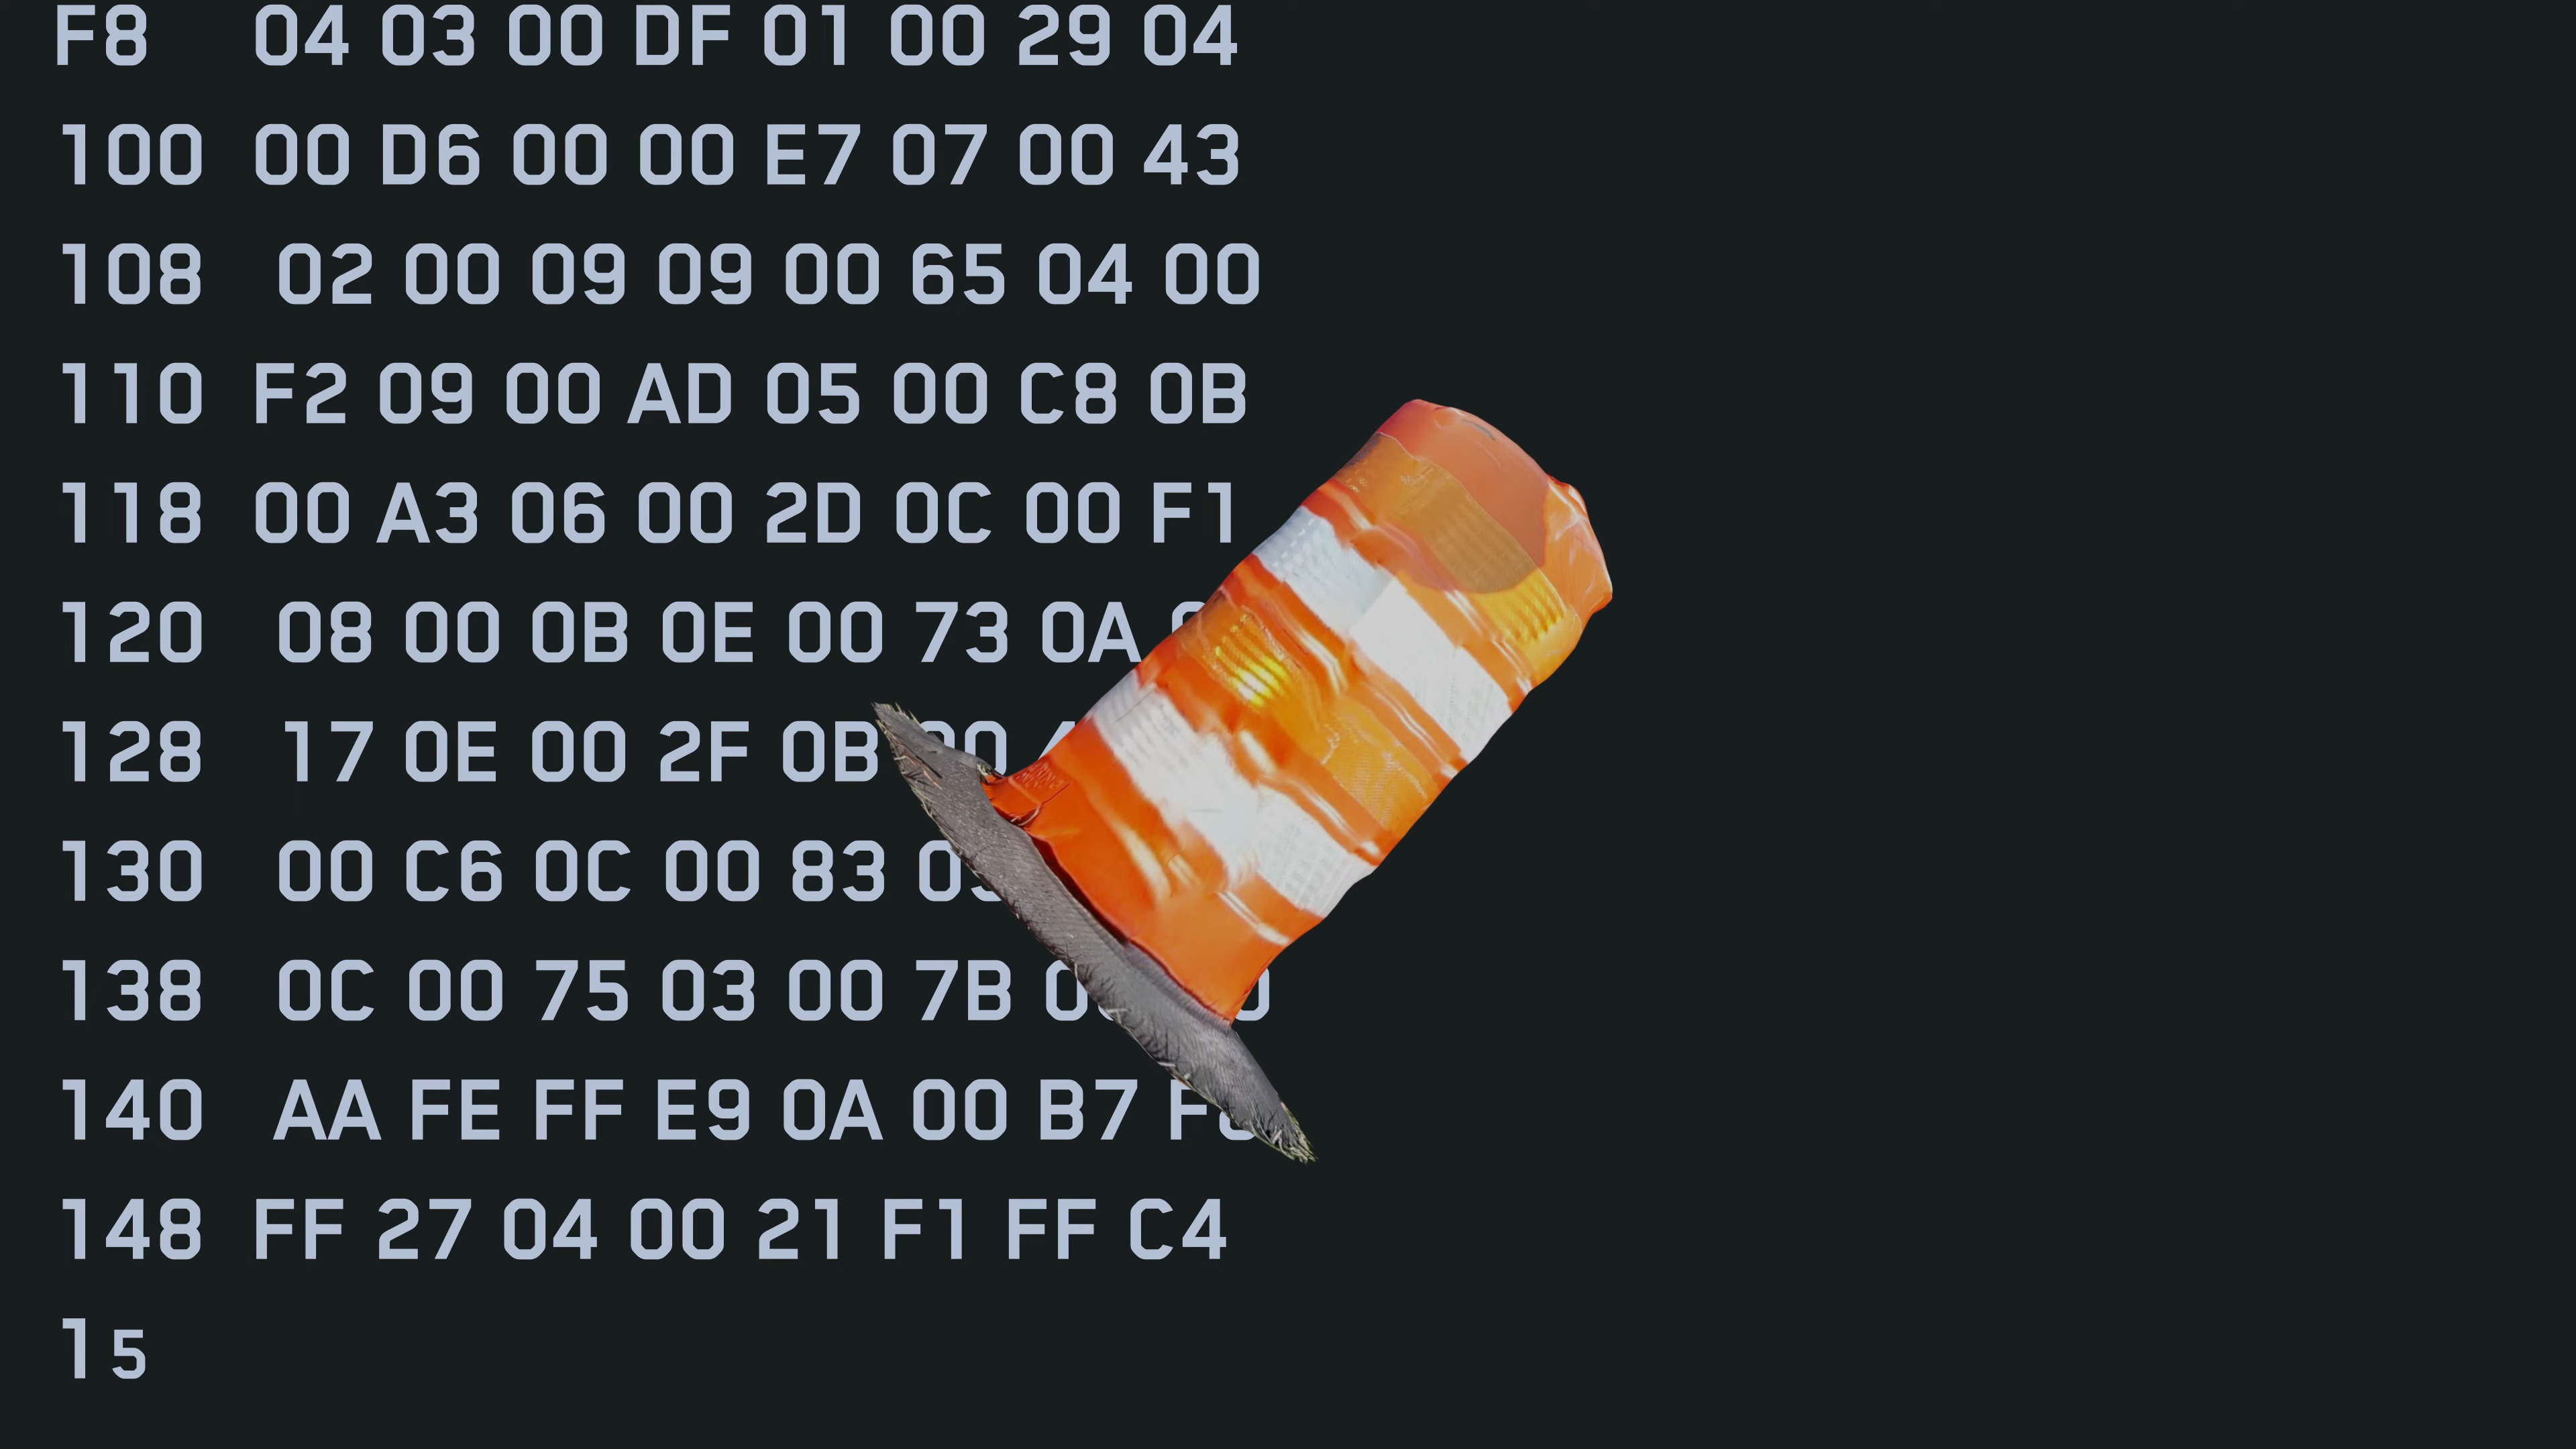 F8 04 03 00 DF 01 00 29 04
100 00 D6 00 00 E7 07 00 43
108 02 00 09 09 00 65 04 00
110 F2 09 00 AD 05 00 C8 0B
118 00 A3 06 00 2D 0C 00 F1
120 08 00 0B 0E 00 73 0A
128 17 0E 00 2F 0B
130 00 C6 0C 00 83
138 0C 00 75 03 00 7B
140 AA FE FF E9 0A 00 B7
148 FF 27 04 00 21 F1 FF C4
15